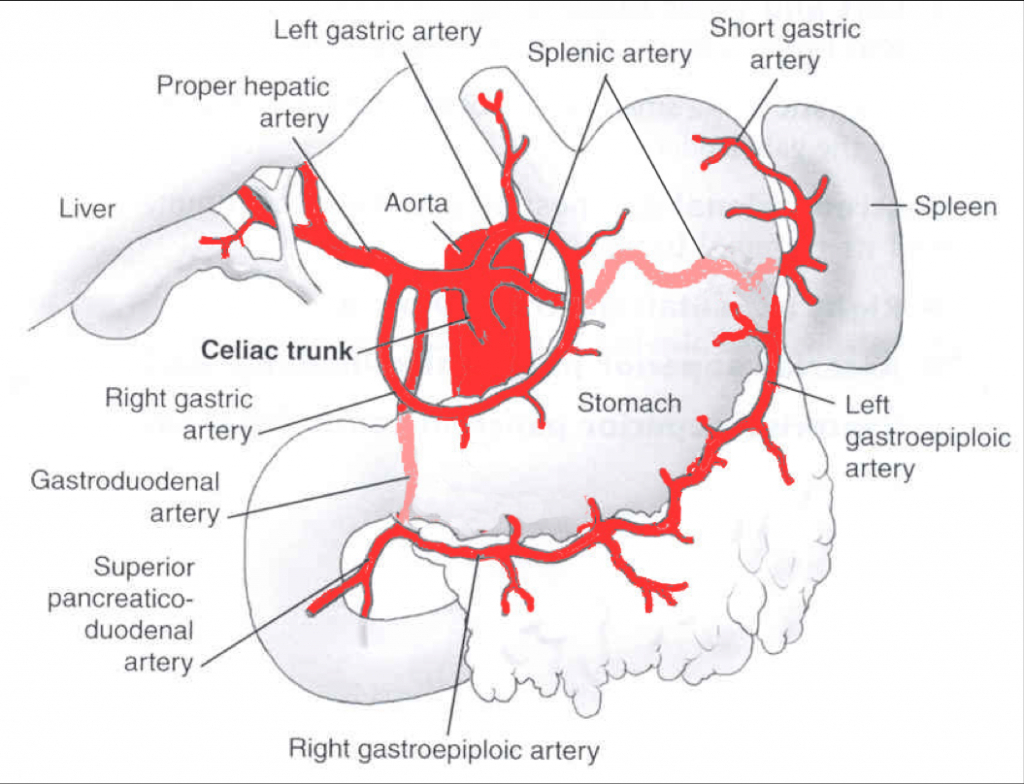 Left gastric artery
Short gastric
artery
Splenic artery
Proper hepatic
artery
Liver
Aorta
Spleen
Celiac trunk
Right gastric
artery
Stomach
Left
gastroepiploic
artery
Gastroduodenal
artery
Superior
pancreatico-
duodenal
artery
Right gastroepiploic artery